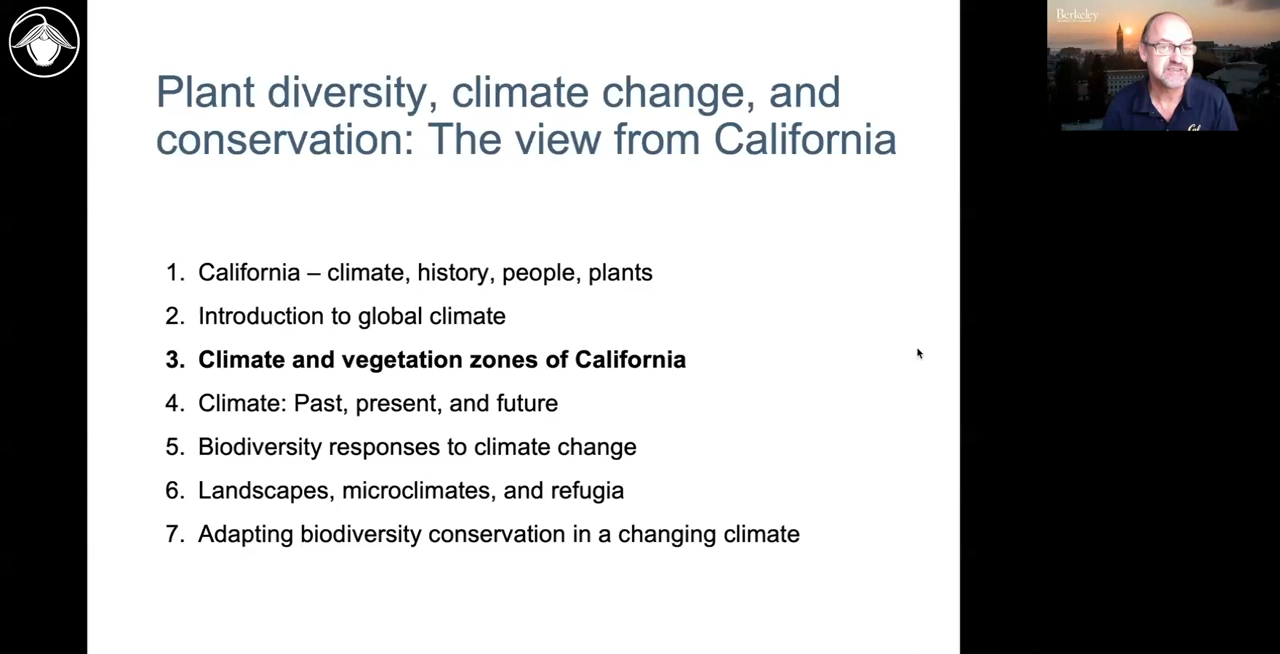 Berkeley
Plant diversity, climate change, and
conservation: The view from California
1. California – climate, history, people, plants
2. Introduction to global climate
3. Climate and vegetation zones of California
4. Climate: Past, present, and future
5. Biodiversity responses to climate change
6. Landscapes, microclimates, and refugia
7. Adapting biodiversity conservation in a changing climate
Cal